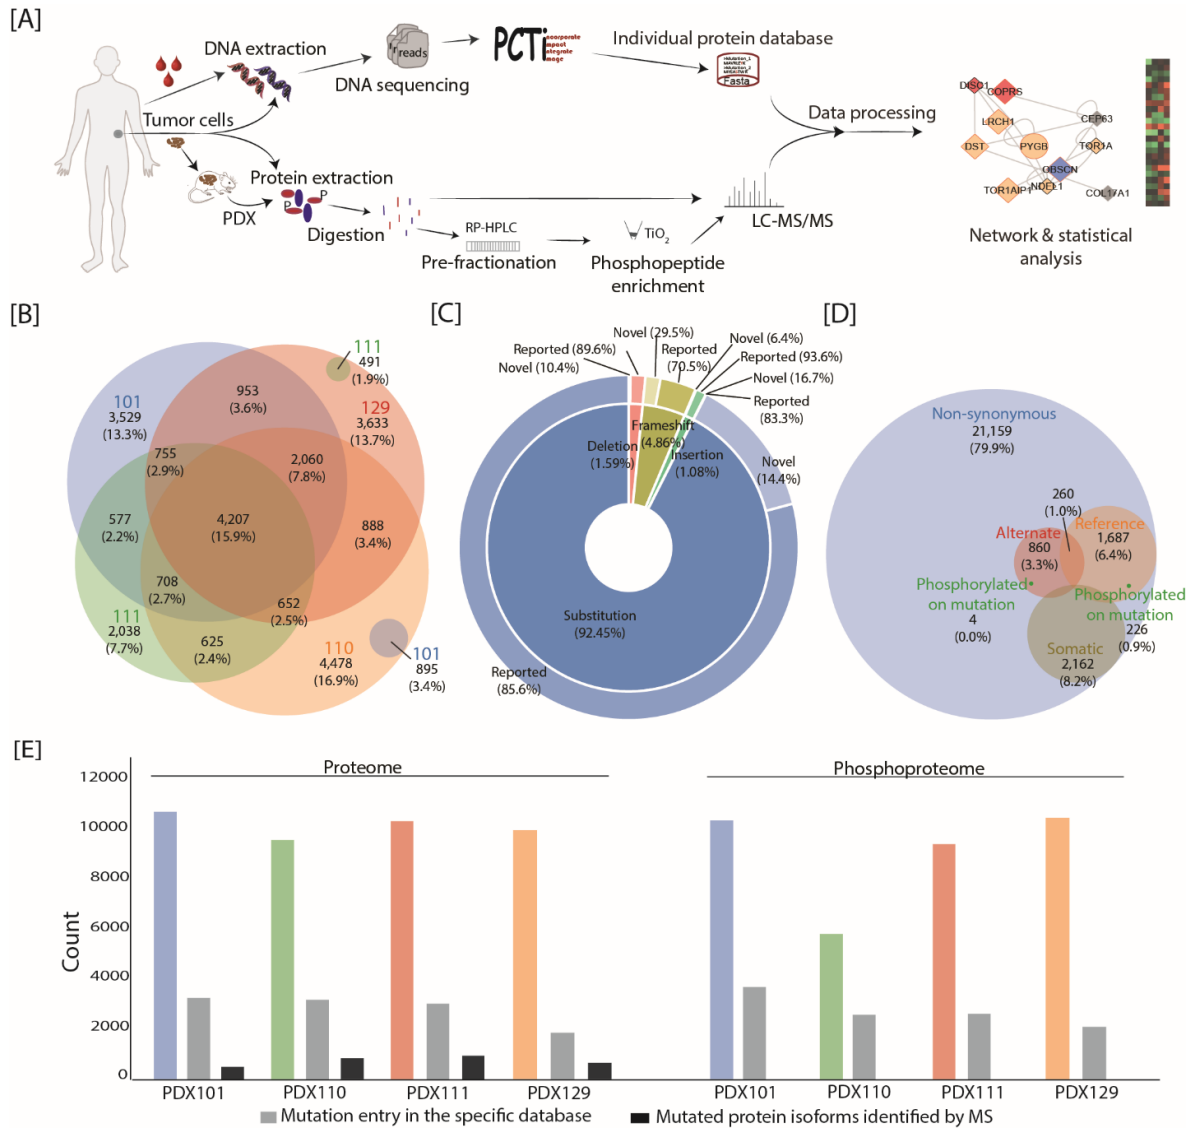 [A]
DNA extraction
reads
DNA sequencing
PCTi
ncorporate
mpact
ntegrate
mage
Individual protein database
Fasta
Tumor cells
PDX
Protein extraction
P
P
Digestion
RP-HPLC
Pre-fractionation
TiO2
Phosphopeptide
enrichment
LC-MS/MS
Data processing
DISC1
COPRS
LRCH1
CEP63
DST
PYGB
TOR1A
OBSCN
TOR1AIP1
NDEL1
COL17A1
Network & statistical
analysis
[B]
111
491
(1.9%)
953
(3.6%)
101
3,529
(13.3%)
129
3,633
(13.7%)
755
(2.9%)
2,060
(7.8%)
577
(2.2%)
4,207
(15.9%)
888
(3.4%)
708
(2.7%)
652
(2.5%)
111
2,038
(7.7%)
625
(2.4%)
110
4,478
(16.9%)
101
895
(3.4%)
[C]
Novel (29.5%)
Novel (6.4%)
Reported (89.6%)
Reported
(70.5%)
Reported (93.6%)
Novel (10.4%)
Novel (16.7%)
Reported
(83.3%)
Frameshift
(4.86%)
Deletion
(1.59%)
Insertion
(1.08%)
Novel
(14.4%)
Substitution
(92.45%)
Reported
(85.6%)
[D]
Non-synonymous
21,159
(79.9%)
260
(1.0%)
Alternate
860
(3.3%)
Reference
1,687
(6.4%)
Phosphorylated
on mutation
4
(0.0%)
Phosphorylated
on mutation
226
(0.9%)
Somatic
2,162
(8.2%)
[E]
Proteome
Phosphoproteome
12000
10000
8000
6000
4000
2000
0
Count
PDX101
PDX110
PDX111
PDX129
PDX101
PDX110
PDX111
PDX129
Mutation entry in the specific database
Mutated protein isoforms identified by MS